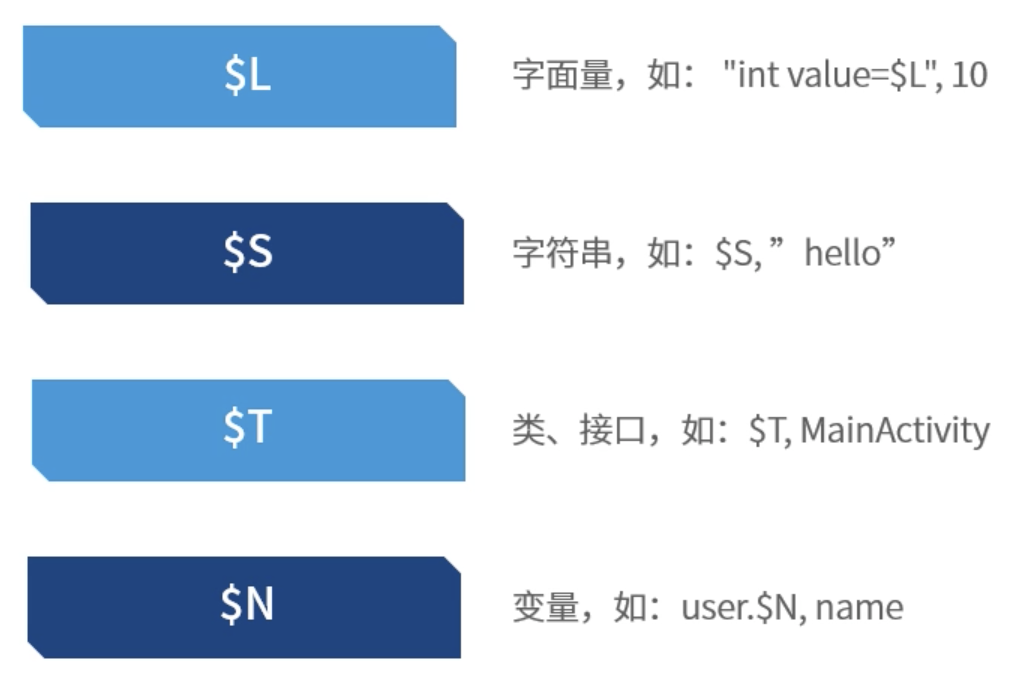 $L
字面量，如： "int value=$L", 10
$S
字符串，如：$S, ”hello”
$T
类、接口，如：$T, MainActivity
$N
变量，如：user.$N, name